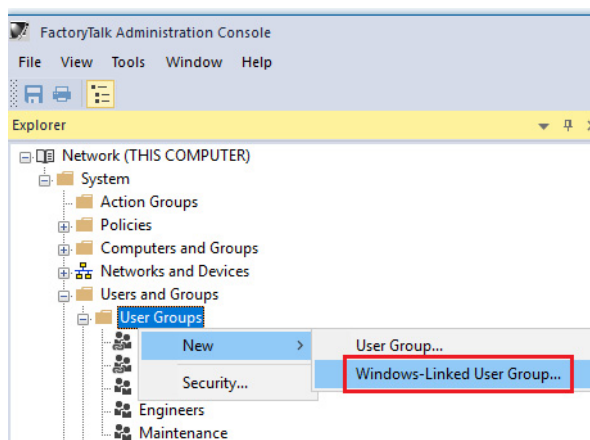 FactoryTalk Administration Console
File View Tools Window Help
Explorer
Network (THIS COMPUTER)
System
Action Groups
Policies
Computers and Groups
Networks and Devices
Users and Groups
User Groups
New User Group...
Windows-Linked User Group...
Security...
Engineers
Maintenance